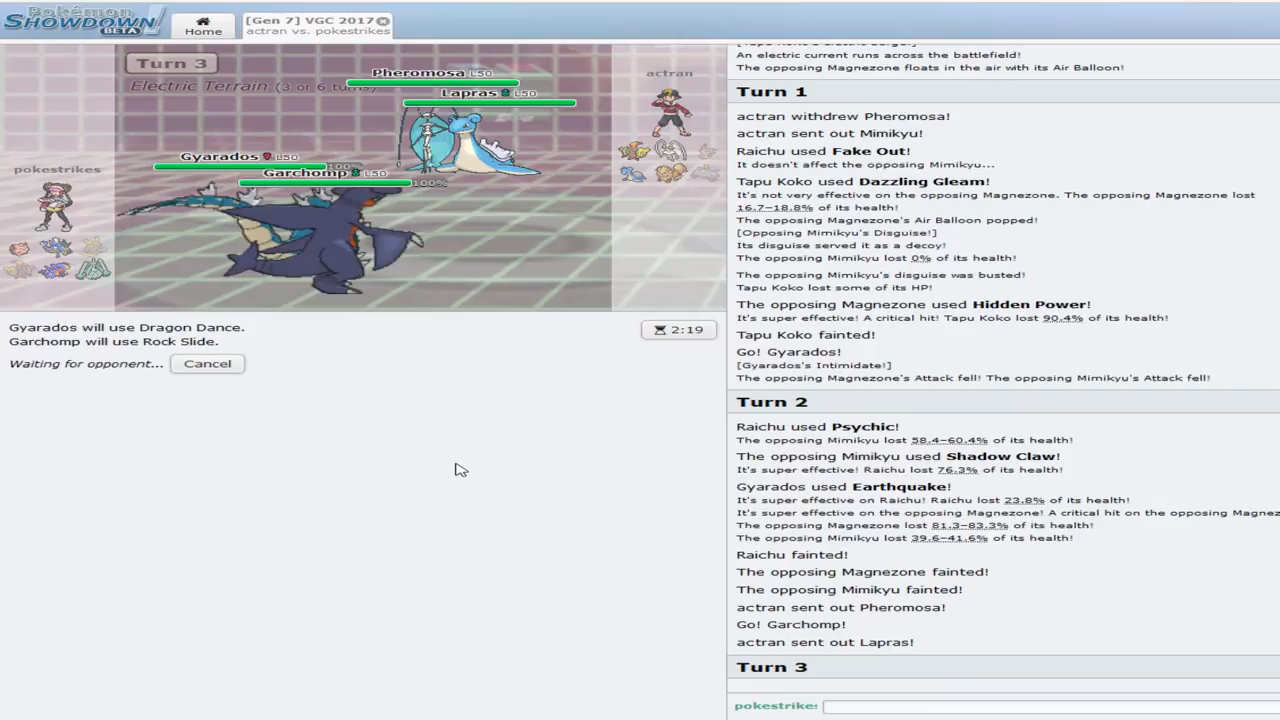 Pokémon
SHOWDOWN!
BETA
Home
[Gen 7] VGC 2017
actran vs. pokestrikes
Turn 3
Electric Terrain (3 or 6 turns)
Pheromosa L50
Lapras L50
Gyarados L50
100%
Garchomp L50
100%
actran
pokestrikes
Gyarados will use Dragon Dance.
Garchomp will use Rock Slide.
Waiting for opponent... Cancel
2:19
An electric current runs across the battlefield!
The opposing Magnezone floats in the air with its Air Balloon!
Turn 1
actran withdrew Pheromosa!
actran sent out Mimikyu!
Raichu used Fake Out!
It doesn't affect the opposing Mimikyu...
Tapu Koko used Dazzling Gleam!
It's not very effective on the opposing Magnezone. The opposing Magnezone lost
16.7–18.8% of its health!
The opposing Magnezone's Air Balloon popped!
[Opposing Mimikyu's Disguise!]
Its disguise served it as a decoy!
The opposing Mimikyu lost 0% of its health!
The opposing Mimikyu's disguise was busted!
Tapu Koko lost some of its HP!
The opposing Magnezone used Hidden Power!
It's super effective! A critical hit! Tapu Koko lost 90.4% of its health!
Tapu Koko fainted!
Go! Gyarados!
[Gyarados's Intimidate!]
The opposing Magnezone's Attack fell! The opposing Mimikyu's Attack fell!
Turn 2
Raichu used Psychic!
The opposing Mimikyu lost 58.4–60.4% of its health!
The opposing Mimikyu used Shadow Claw!
It's super effective! Raichu lost 76.3% of its health!
Gyarados used Earthquake!
It's super effective on Raichu! Raichu lost 23.8% of its health!
It's super effective on the opposing Magnezone! A critical hit on the opposing Magnez
The opposing Magnezone lost 81.3–83.3% of its health!
The opposing Mimikyu lost 39.6–41.6% of its health!
Raichu fainted!
The opposing Magnezone fainted!
The opposing Mimikyu fainted!
actran sent out Pheromosa!
Go! Garchomp!
actran sent out Lapras!
Turn 3
pokestrikes